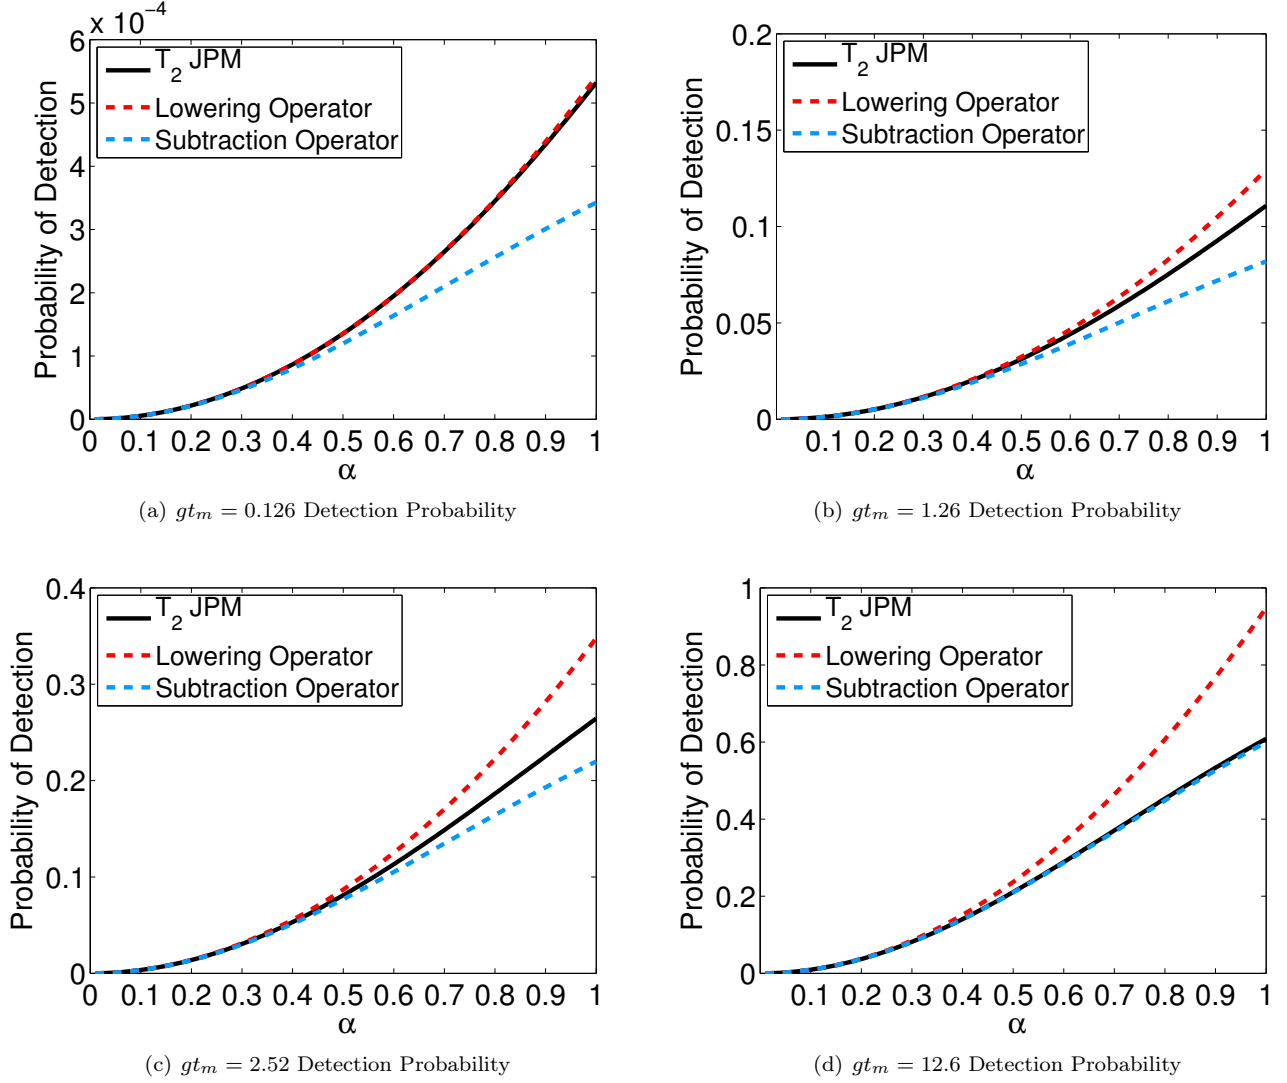 x 10⁻⁴
6
5
4
3
2
1
0
Probability of Detection
T₂ JPM
Lowering Operator
Subtraction Operator
0 0.1 0.2 0.3 0.4 0.5 0.6 0.7 0.8 0.9 1
α
(a) gtₘ = 0.126 Detection Probability
0.2
0.15
0.1
0.05
0
Probability of Detection
T₂ JPM
Lowering Operator
Subtraction Operator
0.1 0.2 0.3 0.4 0.5 0.6 0.7 0.8 0.9 1
α
(b) gtₘ = 1.26 Detection Probability
0.4
0.3
0.2
0.1
0
Probability of Detection
T₂ JPM
Lowering Operator
Subtraction Operator
0 0.1 0.2 0.3 0.4 0.5 0.6 0.7 0.8 0.9 1
α
(c) gtₘ = 2.52 Detection Probability
1
0.8
0.6
0.4
0.2
0
Probability of Detection
T₂ JPM
Lowering Operator
Subtraction Operator
0.1 0.2 0.3 0.4 0.5 0.6 0.7 0.8 0.9 1
α
(d) gtₘ = 12.6 Detection Probability